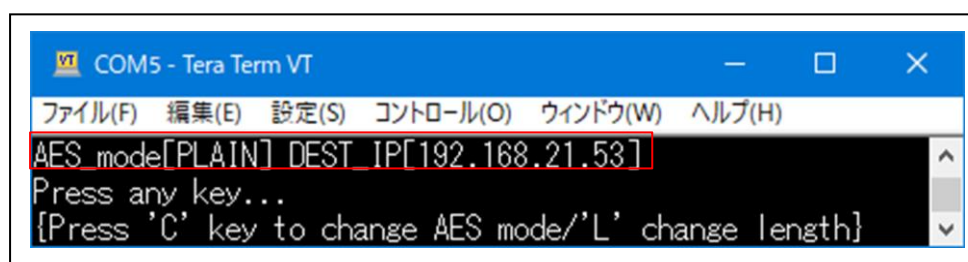 COM5 - Tera Term VT
ファイル(F) 編集(E) 設定(S) コントロール(O) ウィンドウ(W) ヘルプ(H)
AES_mode[PLAIN] DEST_IP[192.168.21.53]
Press any key...
{Press 'C' key to change AES mode/'L' change length}